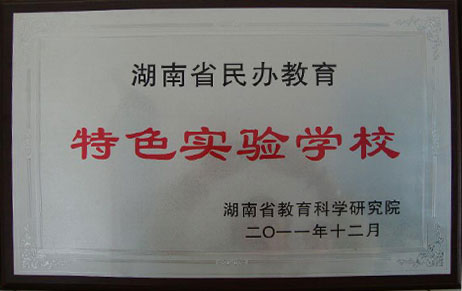 湖南省民办教育
特色实验学校
湖南省教育科学研究院
二〇一一年十二月